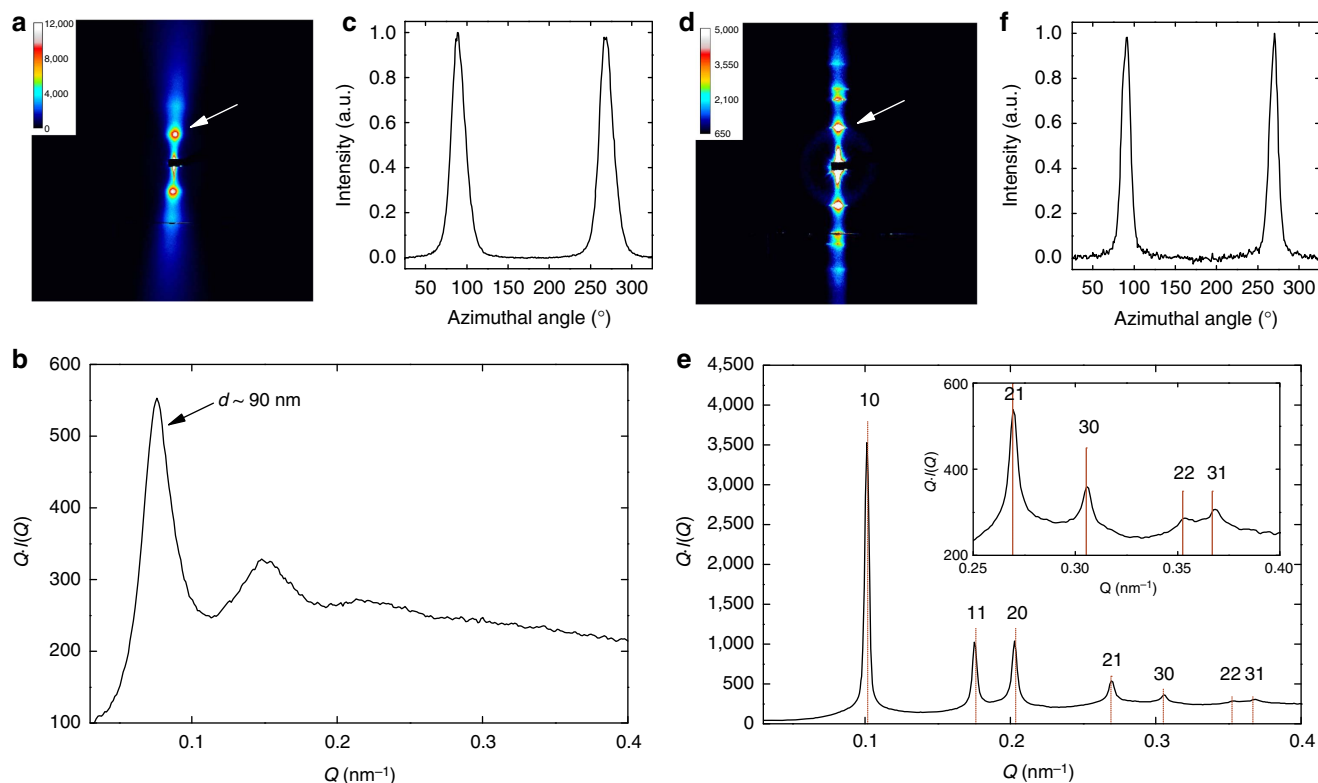 a
12,000
8,000
4,000
0
c
Intensity (a.u.)
1.0
0.8
0.6
0.4
0.2
0.0
50 100 150 200 250 300
Azimuthal angle (°)
d
5,000
3,550
2,100
650
f
Intensity (a.u.)
1.0
0.8
0.6
0.4
0.2
0.0
50 100 150 200 250 300
Azimuthal angle (°)
b
Q·I(Q)
600
500
400
300
200
100
d ~ 90 nm
0.1 0.2 0.3 0.4
Q (nm⁻¹)
e
Q·I(Q)
4,500
4,000
3,500
3,000
2,500
2,000
1,500
1,000
500
0
10
11 20
21
30
22 31
0.1 0.2 0.3 0.4
Q (nm⁻¹)
Q·I(Q)
600
400
200
21
30
22 31
0.25 0.30 0.35 0.40
Q (nm⁻¹)